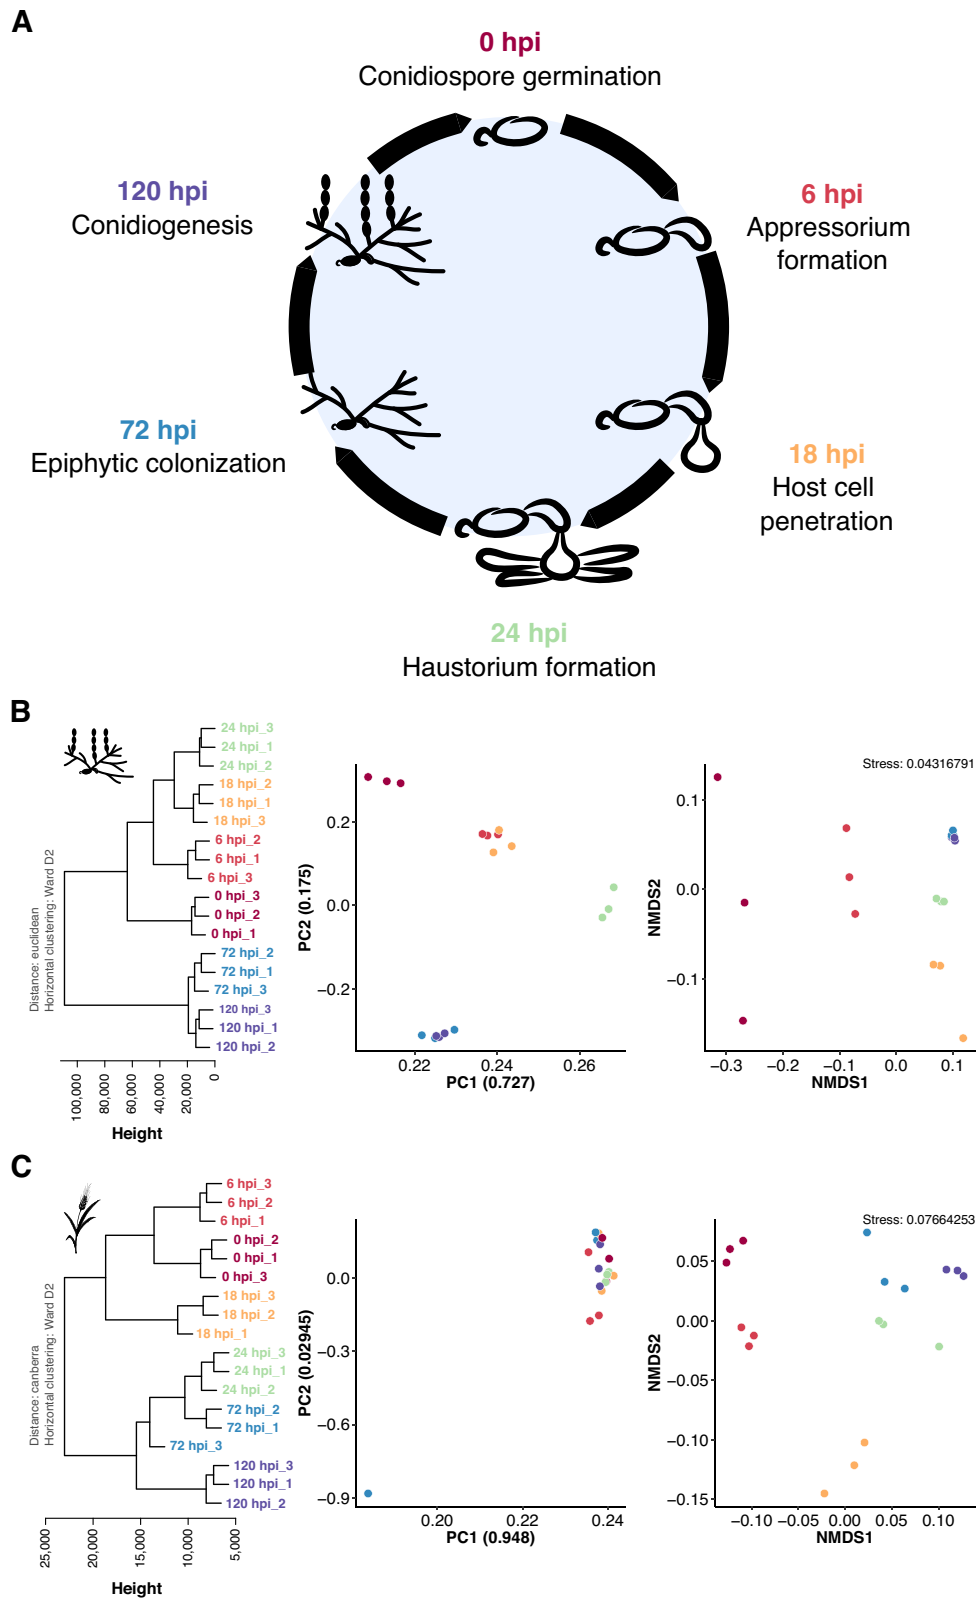 A
0 hpi
Conidiospore germination
120 hpi
Conidiogenesis
6 hpi
Appressorium
formation
72 hpi
Epiphytic colonization
18 hpi
Host cell
penetration
24 hpi
Haustorium formation
B
Distance: euclidean
Horizontal clustering: Ward D2
24 hpi_3
24 hpi_1
24 hpi_2
18 hpi_2
18 hpi_1
18 hpi_3
6 hpi_2
6 hpi_1
6 hpi_3
0 hpi_3
0 hpi_2
0 hpi_1
72 hpi_2
72 hpi_1
72 hpi_3
120 hpi_3
120 hpi_1
120 hpi_2
100,000
80,000
60,000
40,000
20,000
0
Height
PC2 (0.175)
0.2
0.0
−0.2
0.22
0.24
0.26
PC1 (0.727)
Stress: 0.04316791
NMDS2
0.1
0.0
−0.1
−0.3
−0.2
−0.1
0.0
0.1
NMDS1
C
Distance: canberra
Horizontal clustering: Ward D2
6 hpi_3
6 hpi_2
6 hpi_1
0 hpi_2
0 hpi_1
0 hpi_3
18 hpi_3
18 hpi_2
18 hpi_1
24 hpi_3
24 hpi_1
24 hpi_2
72 hpi_2
72 hpi_1
72 hpi_3
120 hpi_3
120 hpi_1
120 hpi_2
25,000
20,000
15,000
10,000
5,000
Height
PC2 (0.02945)
0.0
−0.3
−0.6
−0.9
0.20
0.22
0.24
PC1 (0.948)
Stress: 0.07664253
NMDS2
0.05
0.00
−0.05
−0.10
−0.15
−0.10
−0.05
0.00
0.05
0.10
NMDS1